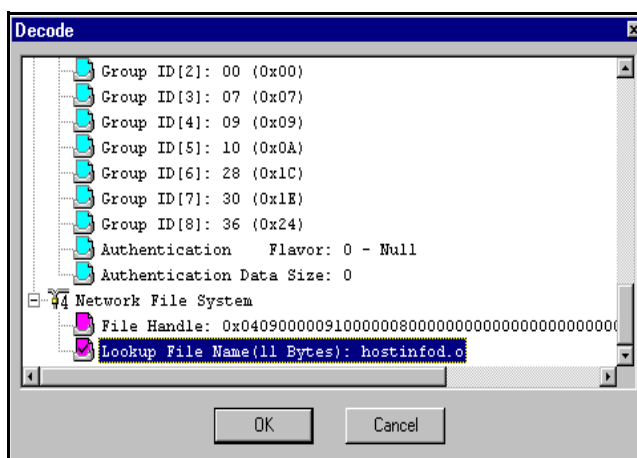 Decode
Group ID[2]: 00 (0x00)
Group ID[3]: 07 (0x07)
Group ID[4]: 09 (0x09)
Group ID[5]: 10 (0x0A)
Group ID[6]: 28 (0x1C)
Group ID[7]: 30 (0x1E)
Group ID[8]: 36 (0x24)
Authentication Flavor: 0 - Null
Authentication Data Size: 0
Network File System
File Handle:
Lookup File Name(11 Bytes): hostinfod.o
OK Cancel